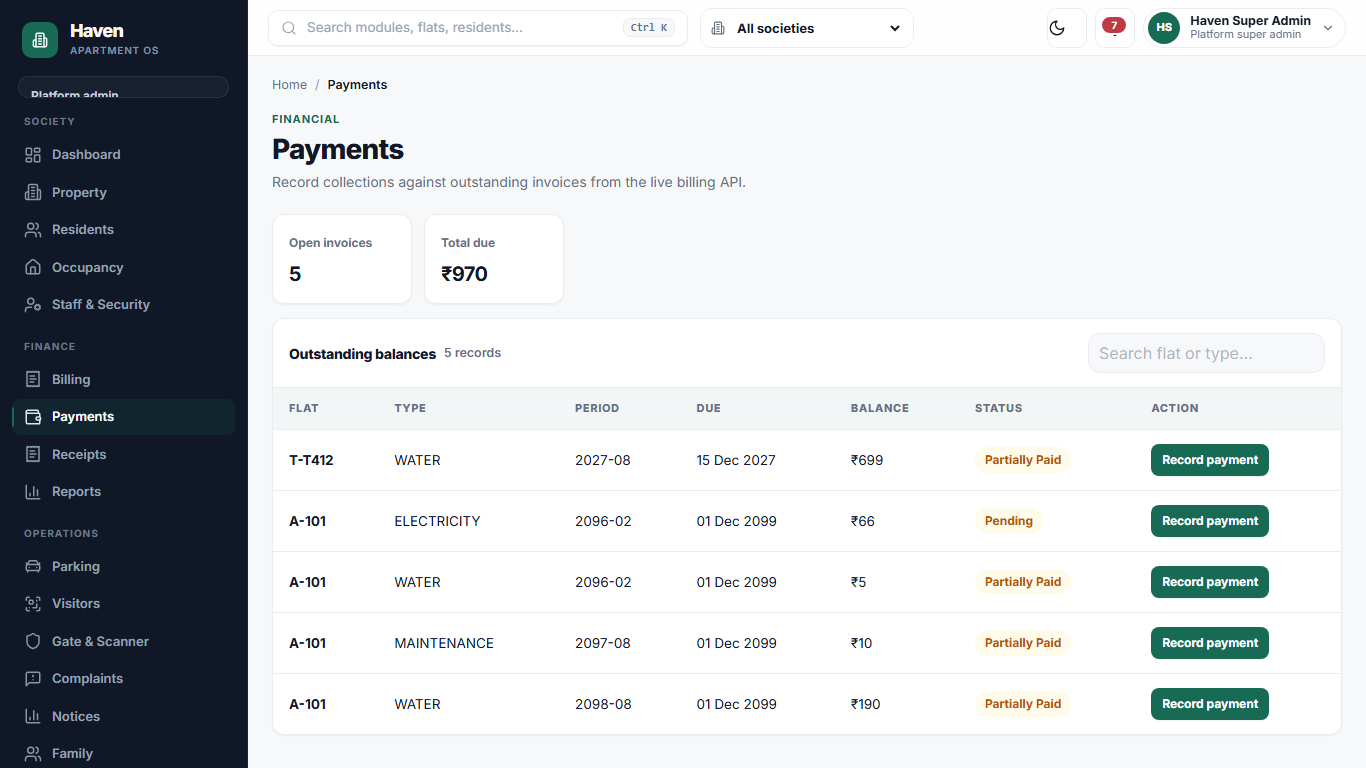 Haven
APARTMENT OS
Platform admin
SOCIETY
Dashboard
Property
Residents
Occupancy
Staff & Security
FINANCE
Billing
Payments
Receipts
Reports
OPERATIONS
Parking
Visitors
Gate & Scanner
Complaints
Notices
Family
Search modules, flats, residents... Ctrl K
All societies
7
HS
Haven Super Admin
Platform super admin
Home / Payments
FINANCIAL
Payments
Record collections against outstanding invoices from the live billing API.
Open invoices
5
Total due
₹970
Outstanding balances 5 records
Search flat or type...
FLAT TYPE PERIOD DUE BALANCE STATUS ACTION
T-T412 WATER 2027-08 15 Dec 2027 ₹699 Partially Paid Record payment
A-101 ELECTRICITY 2096-02 01 Dec 2099 ₹66 Pending Record payment
A-101 WATER 2096-02 01 Dec 2099 ₹5 Partially Paid Record payment
A-101 MAINTENANCE 2097-08 01 Dec 2099 ₹10 Partially Paid Record payment
A-101 WATER 2098-08 01 Dec 2099 ₹190 Partially Paid Record payment